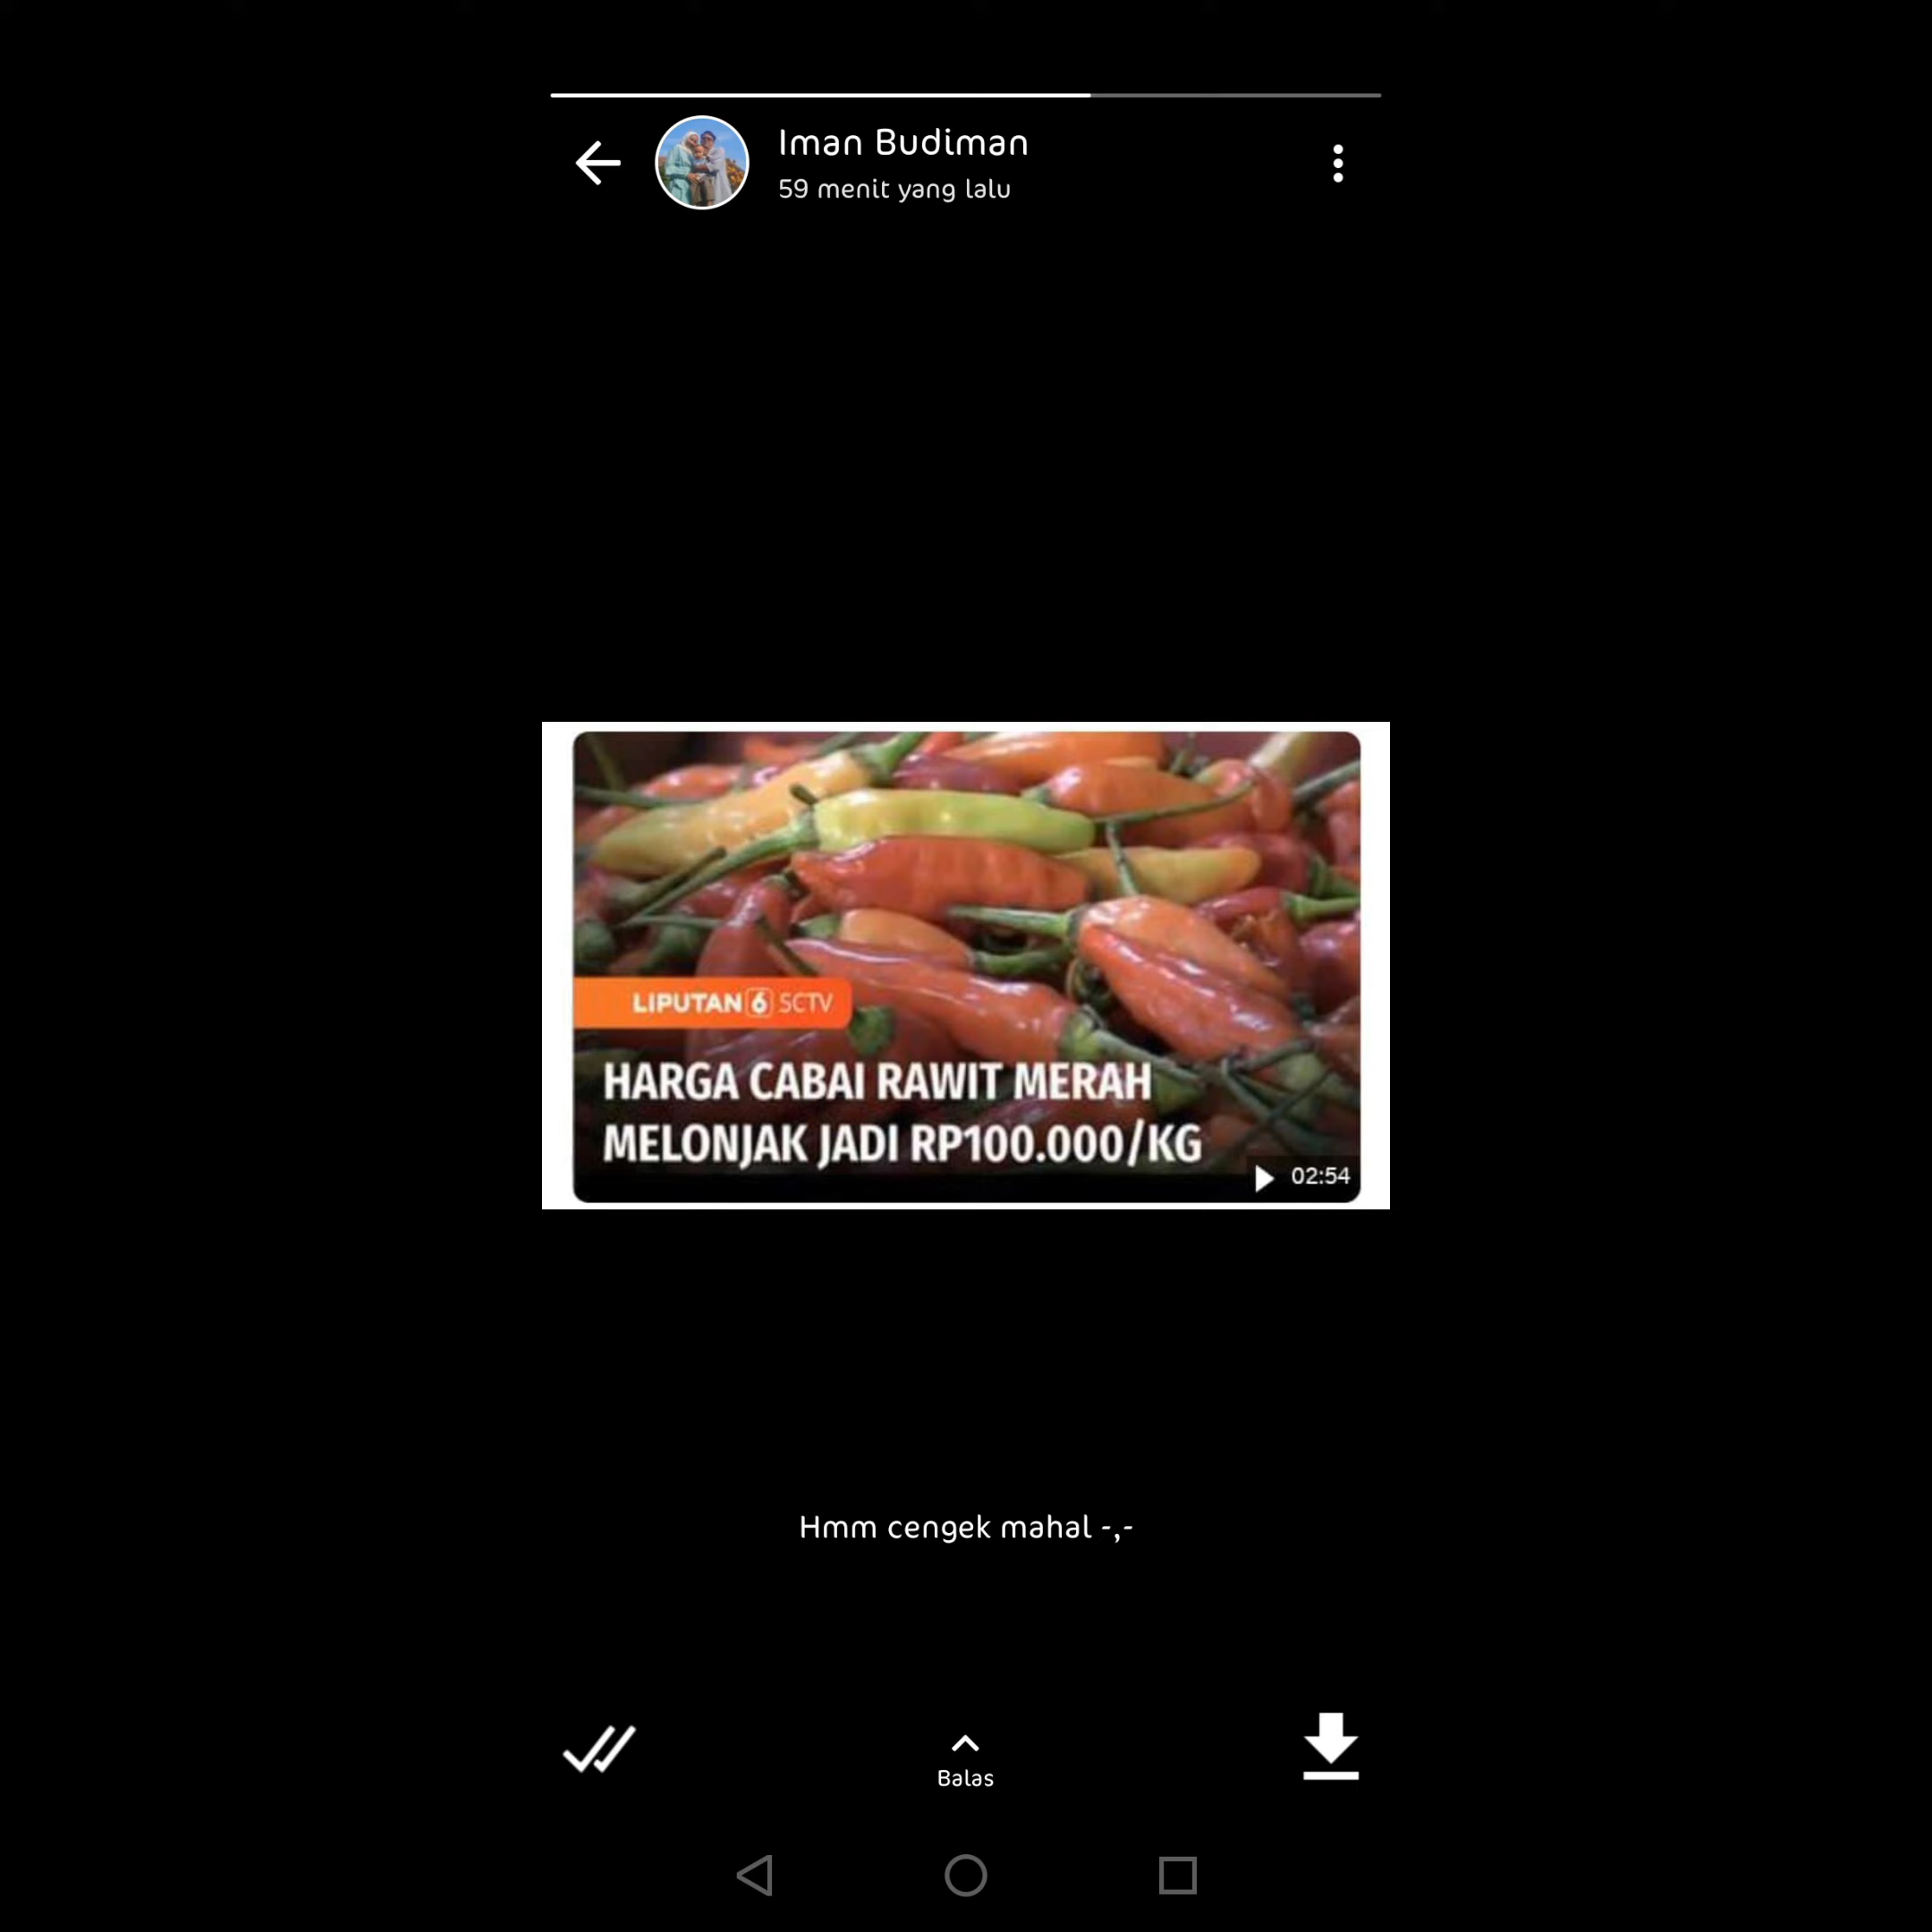 Iman Budiman
59 menit yang lalu
LIPUTAN 6 SCTV
HARGA CABAI RAWIT MERAH
MELONJAK JADI RP100.000/KG
02:54
Hmm cengek mahal -,-
Balas